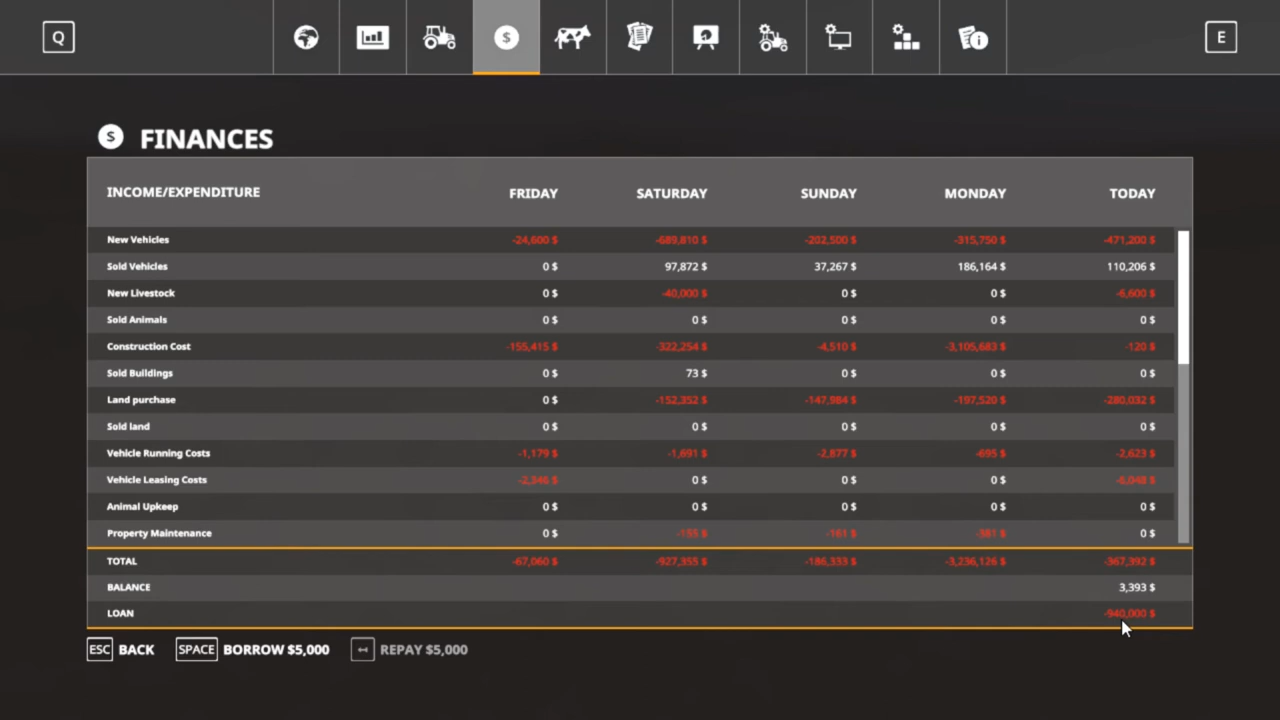 Q E
FINANCES
INCOME/EXPENDITURE FRIDAY SATURDAY SUNDAY MONDAY TODAY
New Vehicles -24,600 $ -689,810 $ -202,500 $ -315,750 $ -471,200 $
Sold Vehicles 0 $ 97,872 $ 37,267 $ 186,164 $ 110,206 $
New Livestock 0 $ -40,000 $ 0 $ 0 $ -6,600 $
Sold Animals 0 $ 0 $ 0 $ 0 $ 0 $
Construction Cost -155,415 $ -322,254 $ -4,510 $ -3,105,683 $ -120 $
Sold Buildings 0 $ 73 $ 0 $ 0 $ 0 $
Land purchase 0 $ -152,352 $ -147,984 $ -197,520 $ -280,032 $
Sold land 0 $ 0 $ 0 $ 0 $ 0 $
Vehicle Running Costs -1,179 $ -1,691 $ -2,877 $ -695 $ -2,623 $
Vehicle Leasing Costs -2,346 $ 0 $ 0 $ 0 $ -6,048 $
Animal Upkeep 0 $ 0 $ 0 $ 0 $ 0 $
Property Maintenance 0 $ -155 $ -161 $ -381 $ 0 $
TOTAL -67,060 $ -927,355 $ -186,333 $ -3,236,126 $ -367,392 $
BALANCE 3,393 $
LOAN -940,000 $
ESC BACK SPACE BORROW $5,000 REPAY $5,000